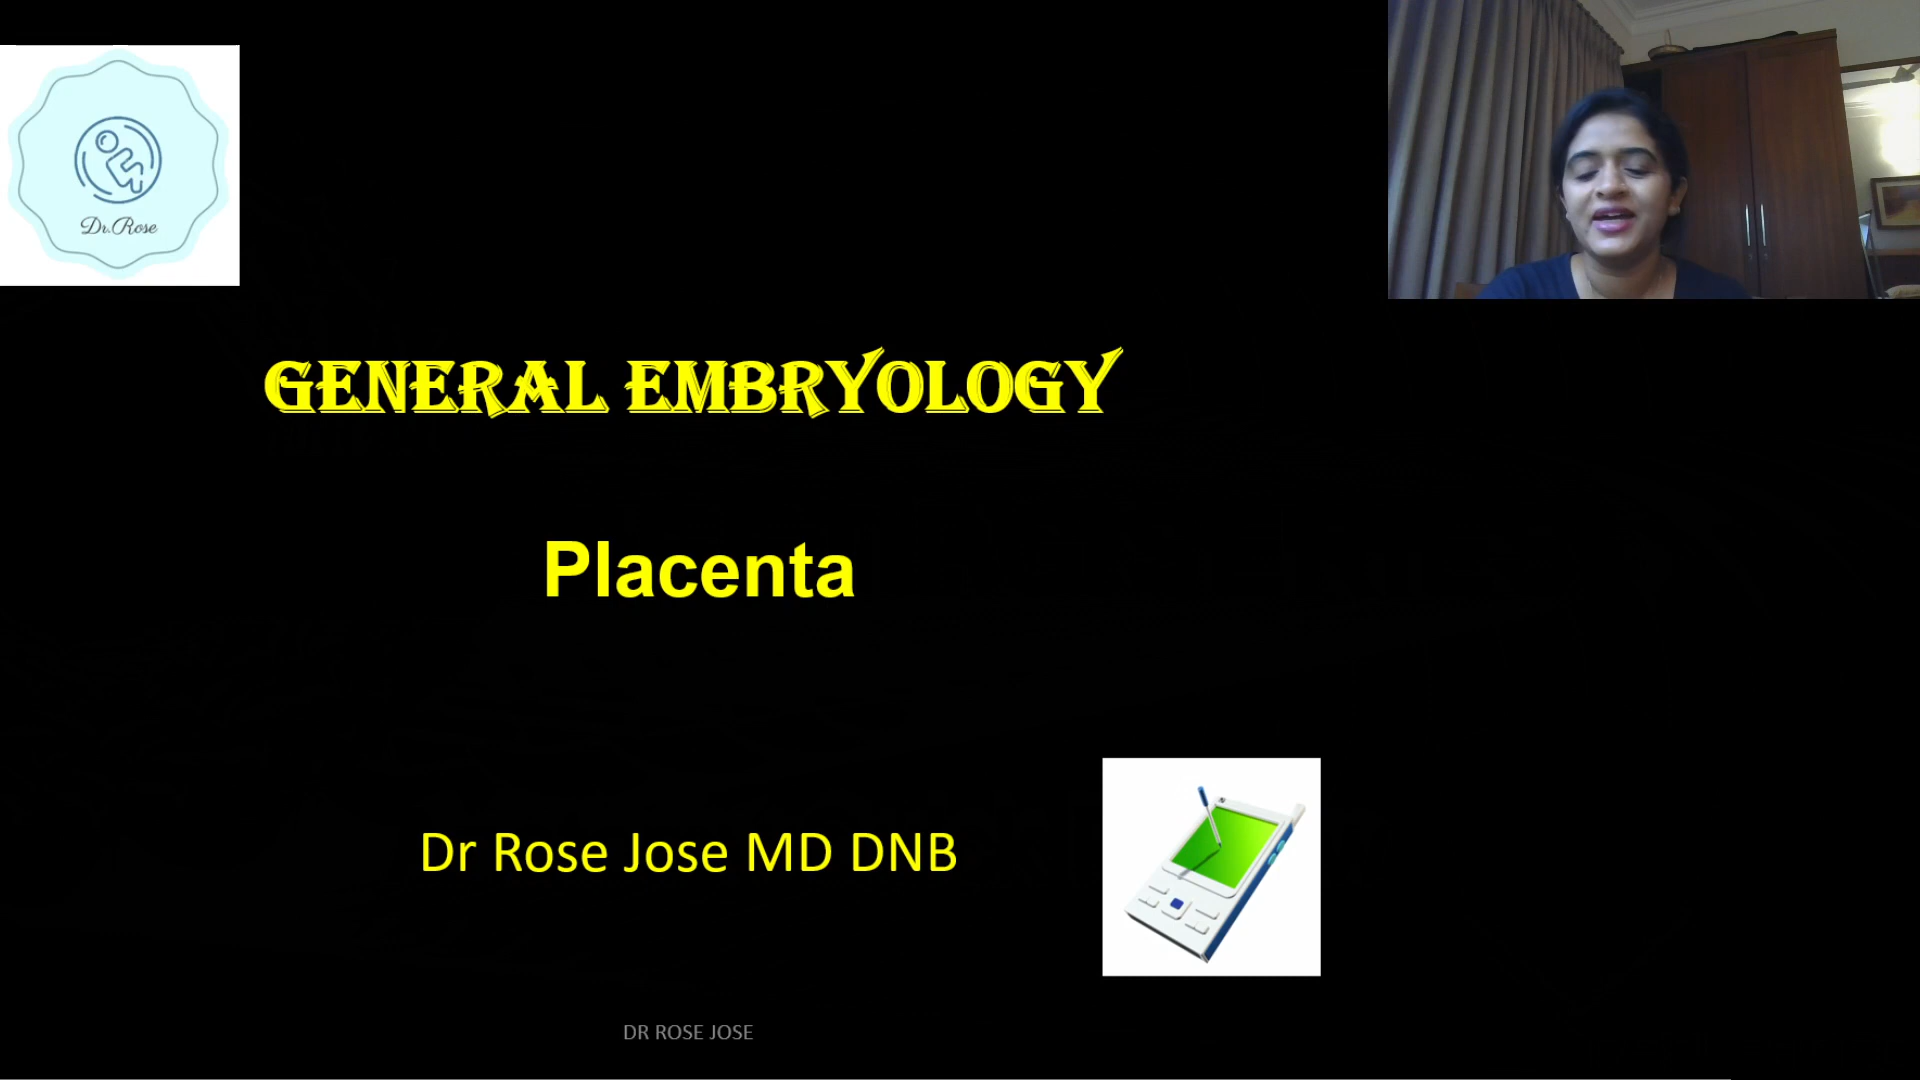 Dr.Rose
GENERAL EMBRYOLOGY
Placenta
Dr Rose Jose MD DNB
DR ROSE JOSE